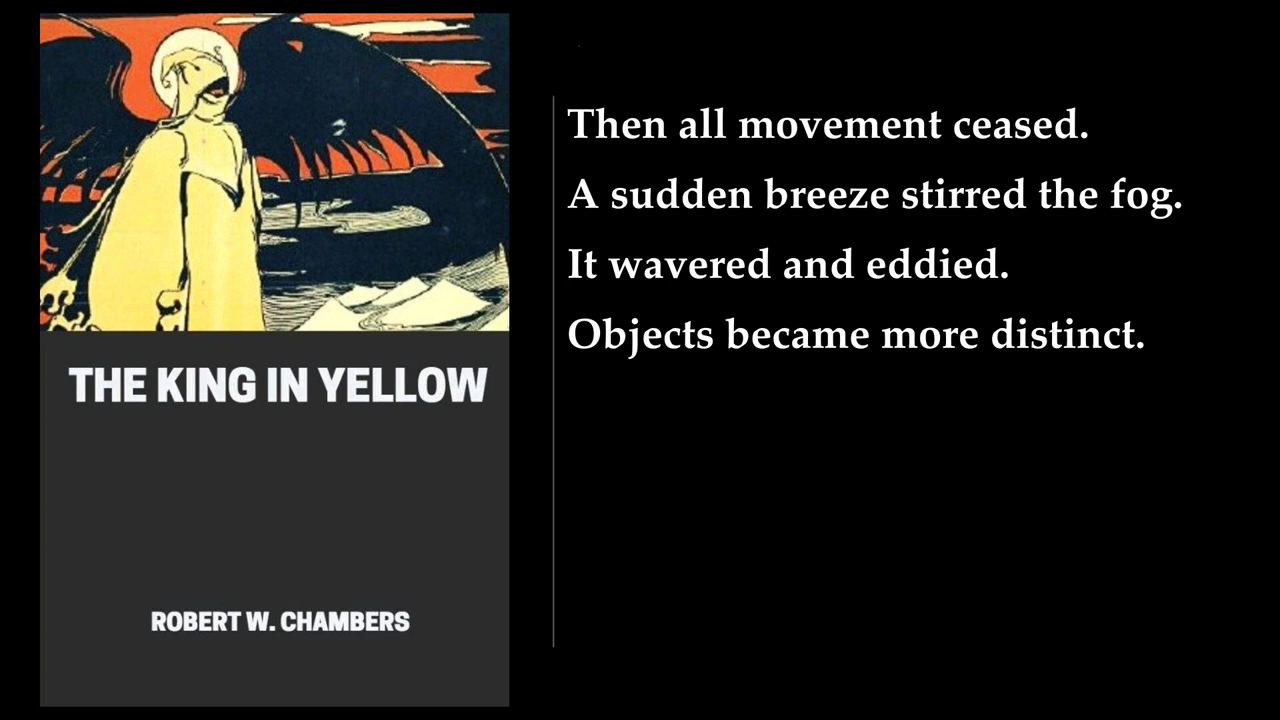 THE KING IN YELLOW
ROBERT W. CHAMBERS
Then all movement ceased.
A sudden breeze stirred the fog.
It wavered and eddied.
Objects became more distinct.